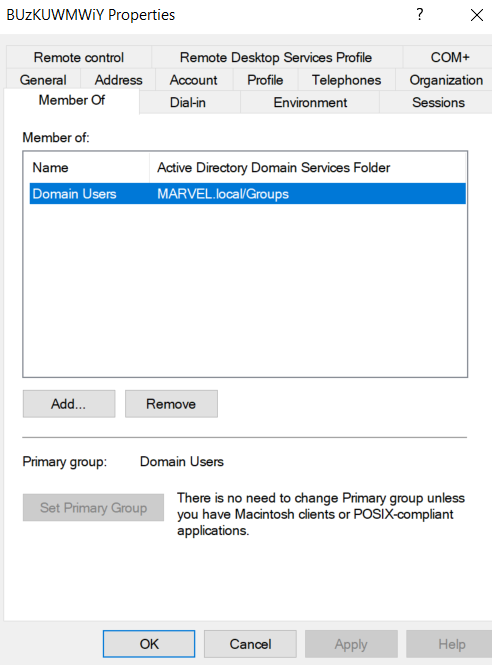 BUzKUWMWiY Properties
?
Remote control Remote Desktop Services Profile COM+
General Address Account Profile Telephones Organization
Member Of Dial-in Environment Sessions
Member of:
Name Active Directory Domain Services Folder
Domain Users MARVEL.local/Groups
Add... Remove
Primary group: Domain Users
Set Primary Group
There is no need to change Primary group unless
you have Macintosh clients or POSIX-compliant
applications.
OK Cancel Apply Help